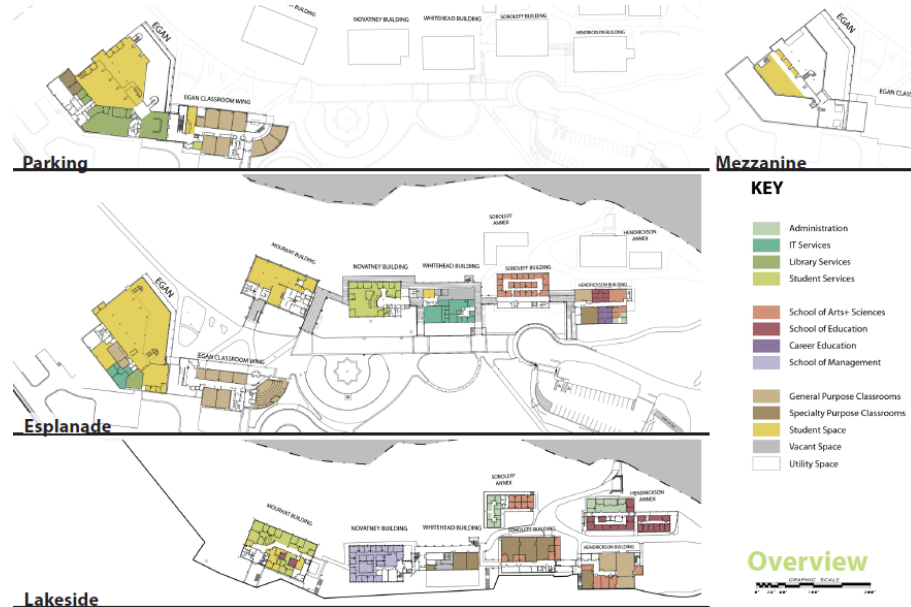 NOVATNEY BUILDING
WHITEHEAD BUILDING
SOBOLEFF BUILDING
HENDRICKSON BUILDING
EGAN
EGAN CLASSROOM WING
Parking
EGAN
Mezzanine
SOBOLEFF
ANNEX
HENDRICKSON
ANNEX
MOURANT BUILDING
NOVATNEY BUILDING
WHITEHEAD BUILDING
SOBOLEFF BUILDING
HENDRICKSON BUILDING
EGAN
EGAN CLASSROOM WING
Esplanade
SOBOLEFF
ANNEX
HENDRICKSON
ANNEX
MOURANT BUILDING
NOVATNEY BUILDING
WHITEHEAD BUILDING
SOBOLEFF BUILDING
HENDRICKSON BUILDING
Lakeside
KEY
Administration
IT Services
Library Services
Student Services
School of Arts+ Sciences
School of Education
Career Education
School of Management
General Purpose Classrooms
Specialty Purpose Classrooms
Student Space
Vacant Space
Utility Space
Overview
GRAPHIC SCALE